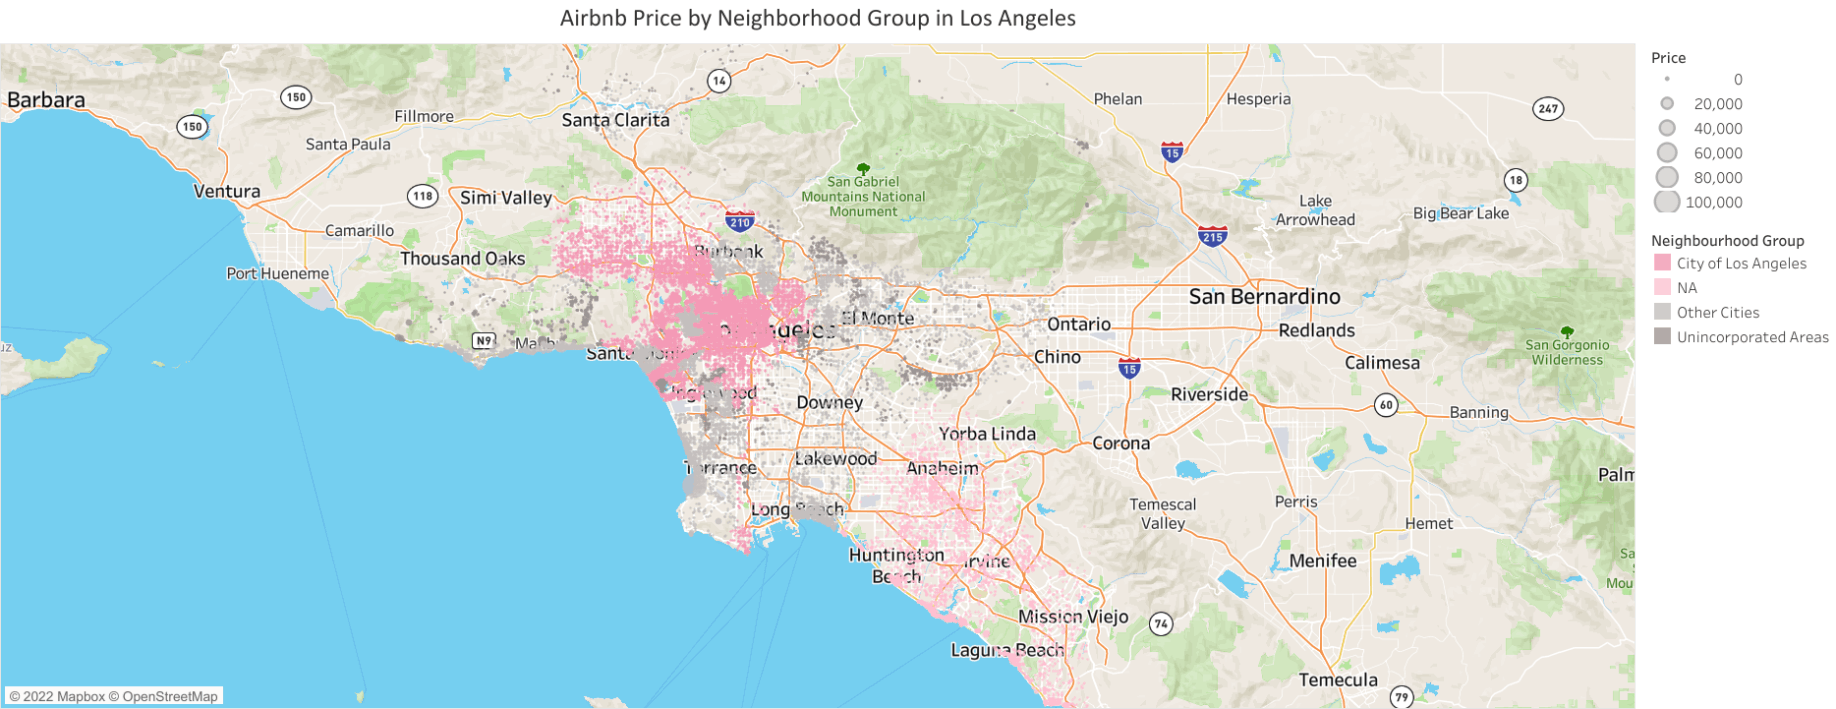 Airbnb Price by Neighborhood Group in Los Angeles
Barbara
150
14
Phelan
Hesperia
247
150
Fillmore
Santa Clarita
Santa Paula
15
Ventura
118
Simi Valley
San Gabriel
Mountains National
Monument
18
Lake
Arrowhead
Big Bear Lake
210
Camarillo
215
Burbank
Thousand Oaks
Port Hueneme
San Bernardino
El Monte
Ontario
Redlands
N9
Santa
Chino
San Gorgonio
Wilderness
Calimesa
15
Inglewood
Downey
Riverside
60
Banning
Yorba Linda
Corona
Torrance
Lakewood
Anaheim
Palm
Long Beach
Temescal
Valley
Perris
Hemet
Huntington
Beach
Irvine
Menifee
Sa
Mou
Mission Viejo
74
Laguna Beach
Temecula
79
© 2022 Mapbox © OpenStreetMap
Price
0
20,000
40,000
60,000
80,000
100,000
Neighbourhood Group
City of Los Angeles
NA
Other Cities
Unincorporated Areas